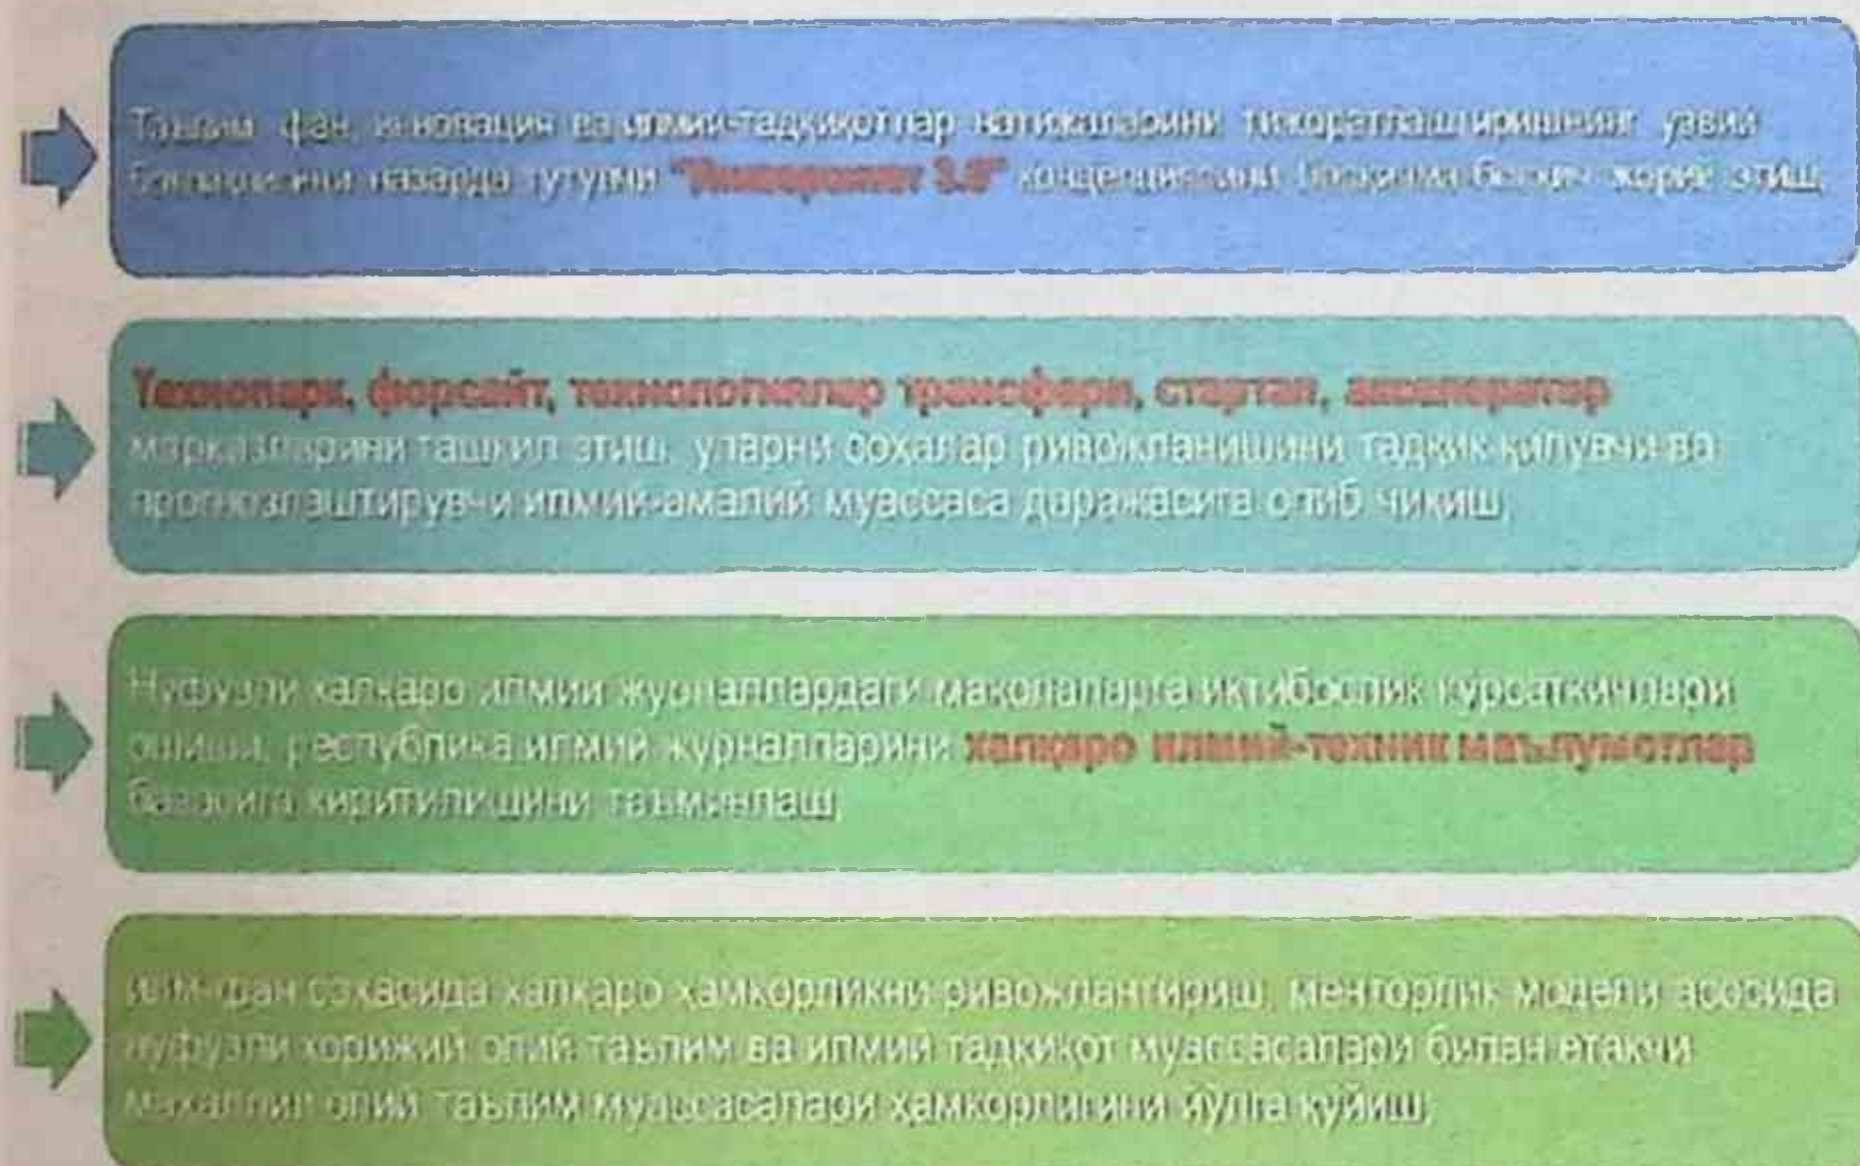 Таълим, фан, инновация ва илмий-тадқиқотлар натижаларини тижоратлаштиришнинг узвий
боғлиқлигини назарда тутувчи "Университет 3.0" концепциясини босқичма-босқич жорий этиш;
Технопарк, форсайт, технологиялар трансфери, стартап, акселератор
марказларини ташкил этиш, уларни соҳалар ривожланишини тадқиқ қилувчи ва
прогнозлаштирувчи илмий-амалий муассаса даражасига олиб чиқиш;
Нуфузли халқаро илмий журналлардаги мақолаларга иқтибослик кўрсаткичлари
ошиши, республика илмий журналларини халқаро илмий-техник маълумотлар
базасига киритилишини таъминлаш;
Илм-фан соҳасида халқаро ҳамкорликни ривожлантириш, менторлик модели асосида
нуфузли хорижий олий таълим ва илмий тадқиқот муассасалари билан етакчи
маҳаллий олий таълим муассасалари ҳамкорлигини йўлга қўйиш;